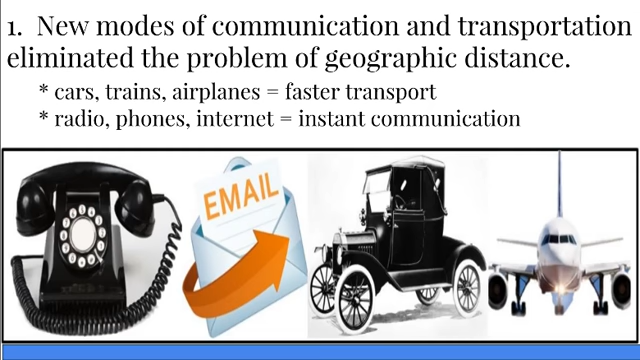 1. New modes of communication and transportation
eliminated the problem of geographic distance.
* cars, trains, airplanes = faster transport
* radio, phones, internet = instant communication
EMAIL